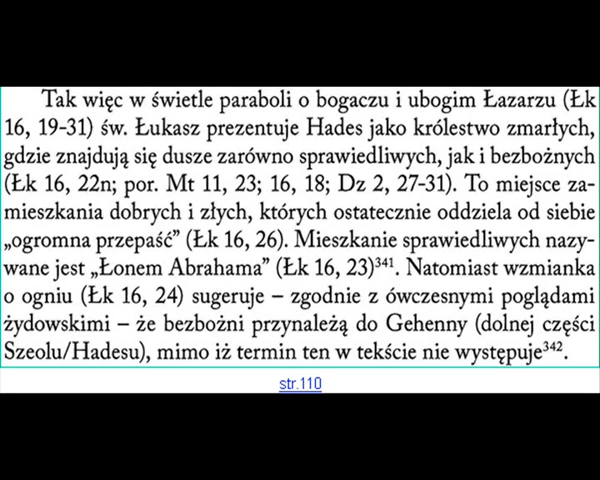 Tak więc w świetle paraboli o bogaczu i ubogim Łazarzu (Łk
16, 19-31) św. Łukasz prezentuje Hades jako królestwo zmarłych,
gdzie znajdują się dusze zarówno sprawiedliwych, jak i bezbożnych
(Łk 16, 22n; por. Mt 11, 23; 16, 18; Dz 2, 27-31). To miejsce za-
mieszkania dobrych i złych, których ostatecznie oddziela od siebie
„ogromna przepaść” (Łk 16, 26). Mieszkanie sprawiedliwych nazy-
wane jest „Łonem Abrahama” (Łk 16, 23)³⁴¹. Natomiast wzmianka
o ogniu (Łk 16, 24) sugeruje – zgodnie z ówczesnymi poglądami
żydowskimi – że bezbożni przynależą do Gehenny (dolnej części
Szeolu/Hadesu), mimo iż termin ten w tekście nie występuje³⁴².
str.110